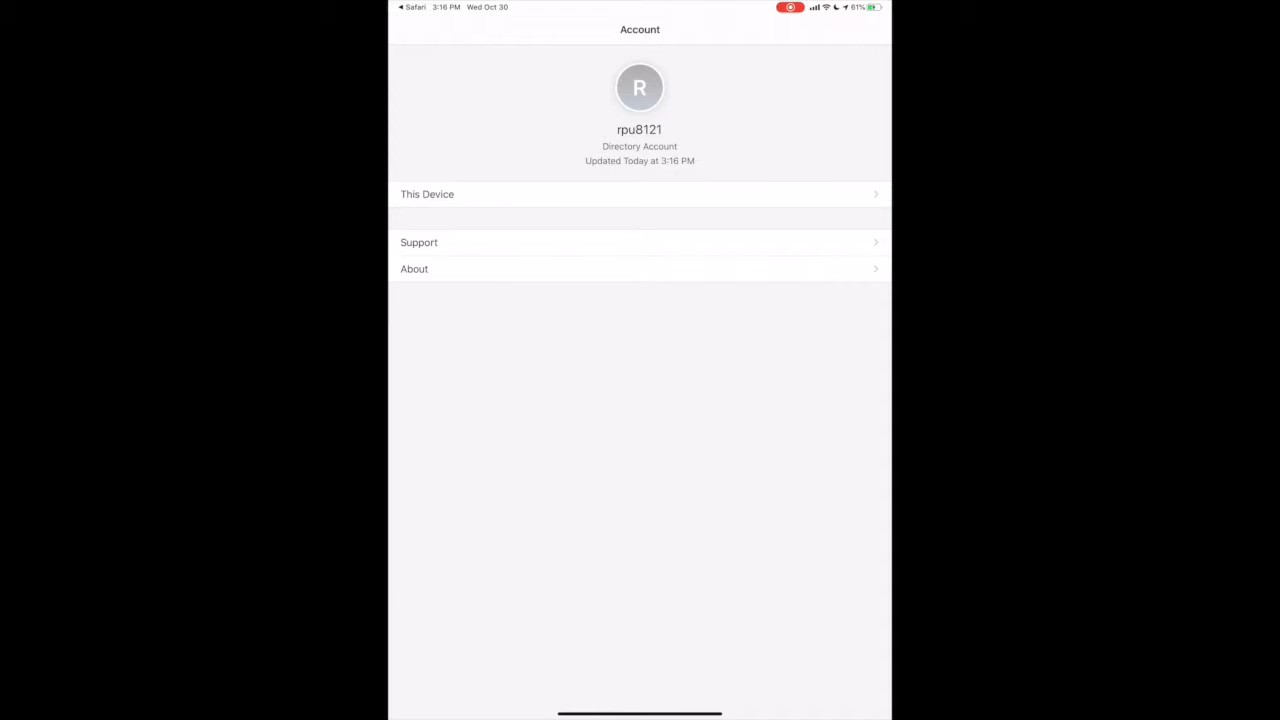 Safari 3:16 PM Wed Oct 30 61%
Account
R
rpu8121
Directory Account
Updated Today at 3:16 PM
This Device
Support
About